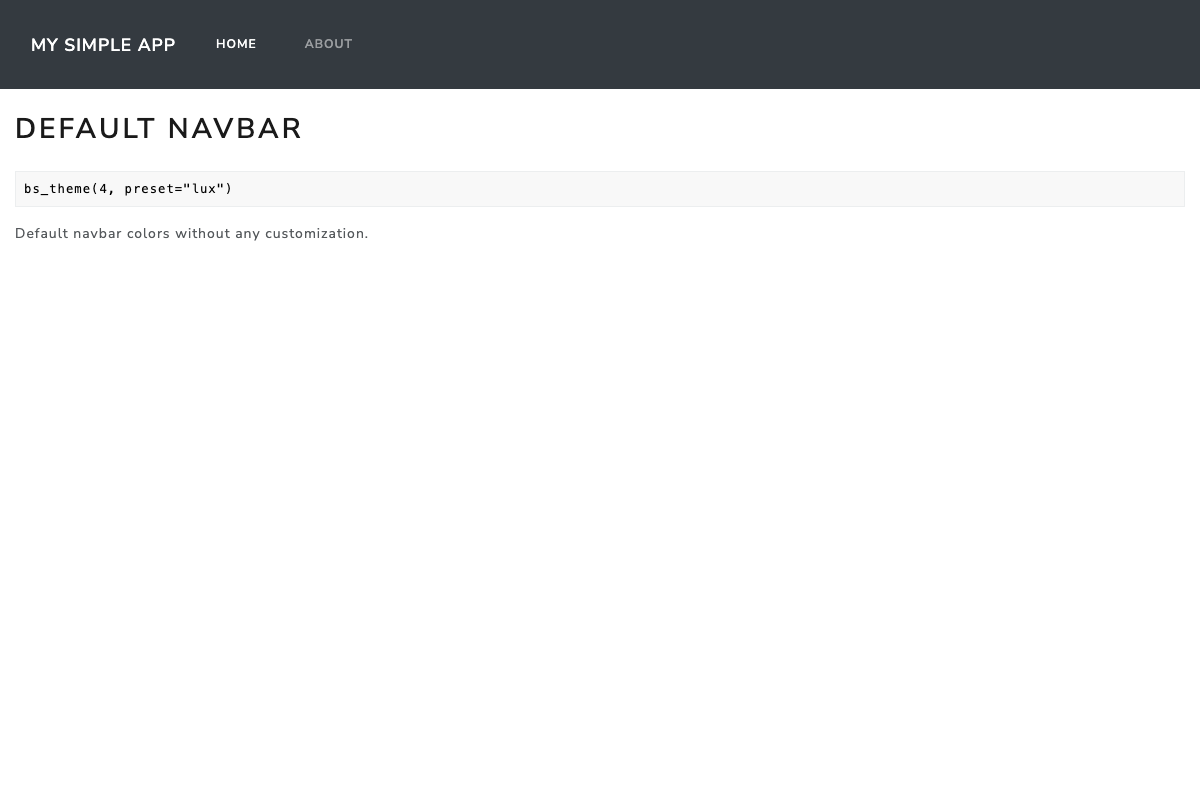 MY SIMPLE APP HOME ABOUT
DEFAULT NAVBAR
bs_theme(4, preset="lux")
Default navbar colors without any customization.